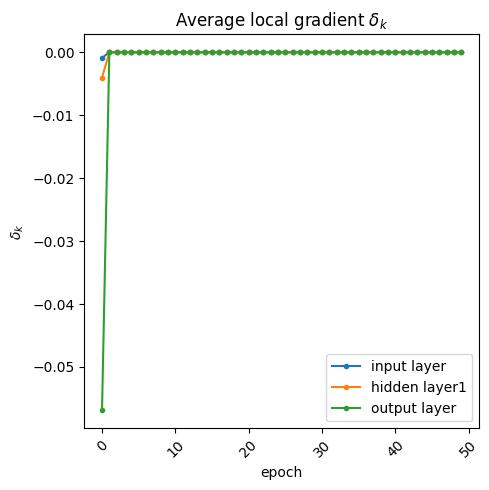 Average local gradient δₖ
0.00
−0.01
−0.02
−0.03
−0.04
−0.05
δₖ
0
10
20
30
40
50
epoch
input layer
hidden layer1
output layer